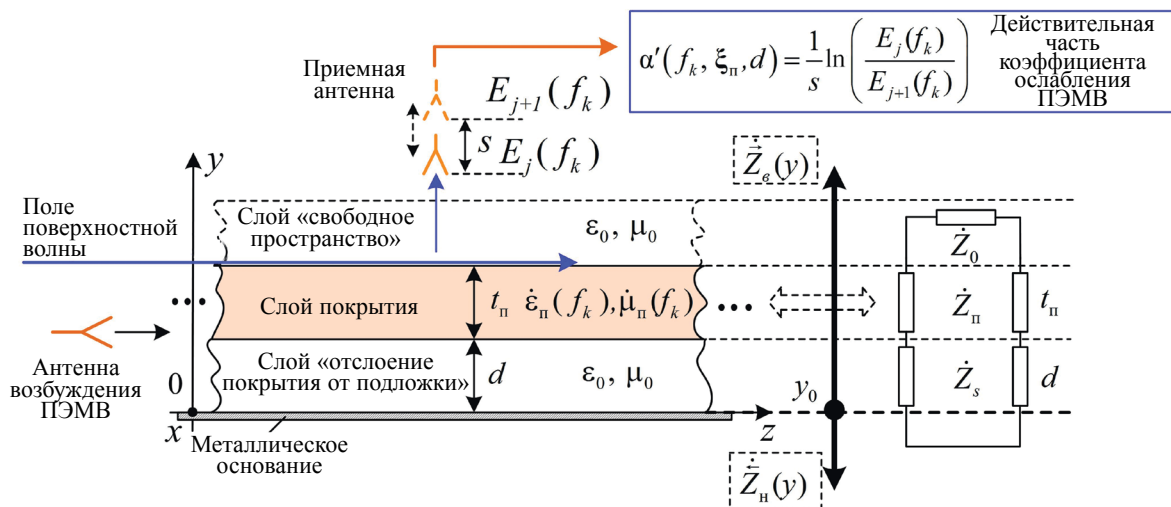 Приемная
антенна
E_{j+1}(f_k)
s E_j(f_k)
α′(f_k, ξ_п, d) = 1/s ln(E_j(f_k)/E_{j+1}(f_k))
Действительная
часть
коэффициента
ослабления
ПЭМВ
y
Поле
поверхностной
волны
Слой «свободное
пространство»
ε_0, μ_0
Ż_в(y)
Ż_0
...
Слой покрытия
t_п ε̇_п(f_k), μ̇_п(f_k)
...
Ż_п
t_п
Антенна
возбуждения
ПЭМВ
0
Слой «отслоение
покрытия от подложки»
d
ε_0, μ_0
y_0
Ż_s
d
x
Металлическое
основание
z
Ż_н(y)